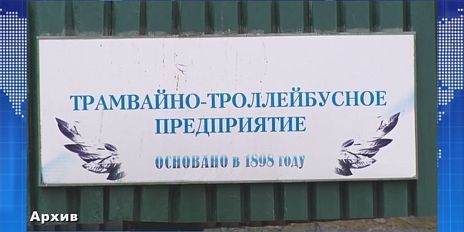 ТРАМВАЙНО-ТРОЛЛЕЙБУСНОЕ
ПРЕДПРИЯТИЕ
ОСНОВАНО в 1898 году
Архив